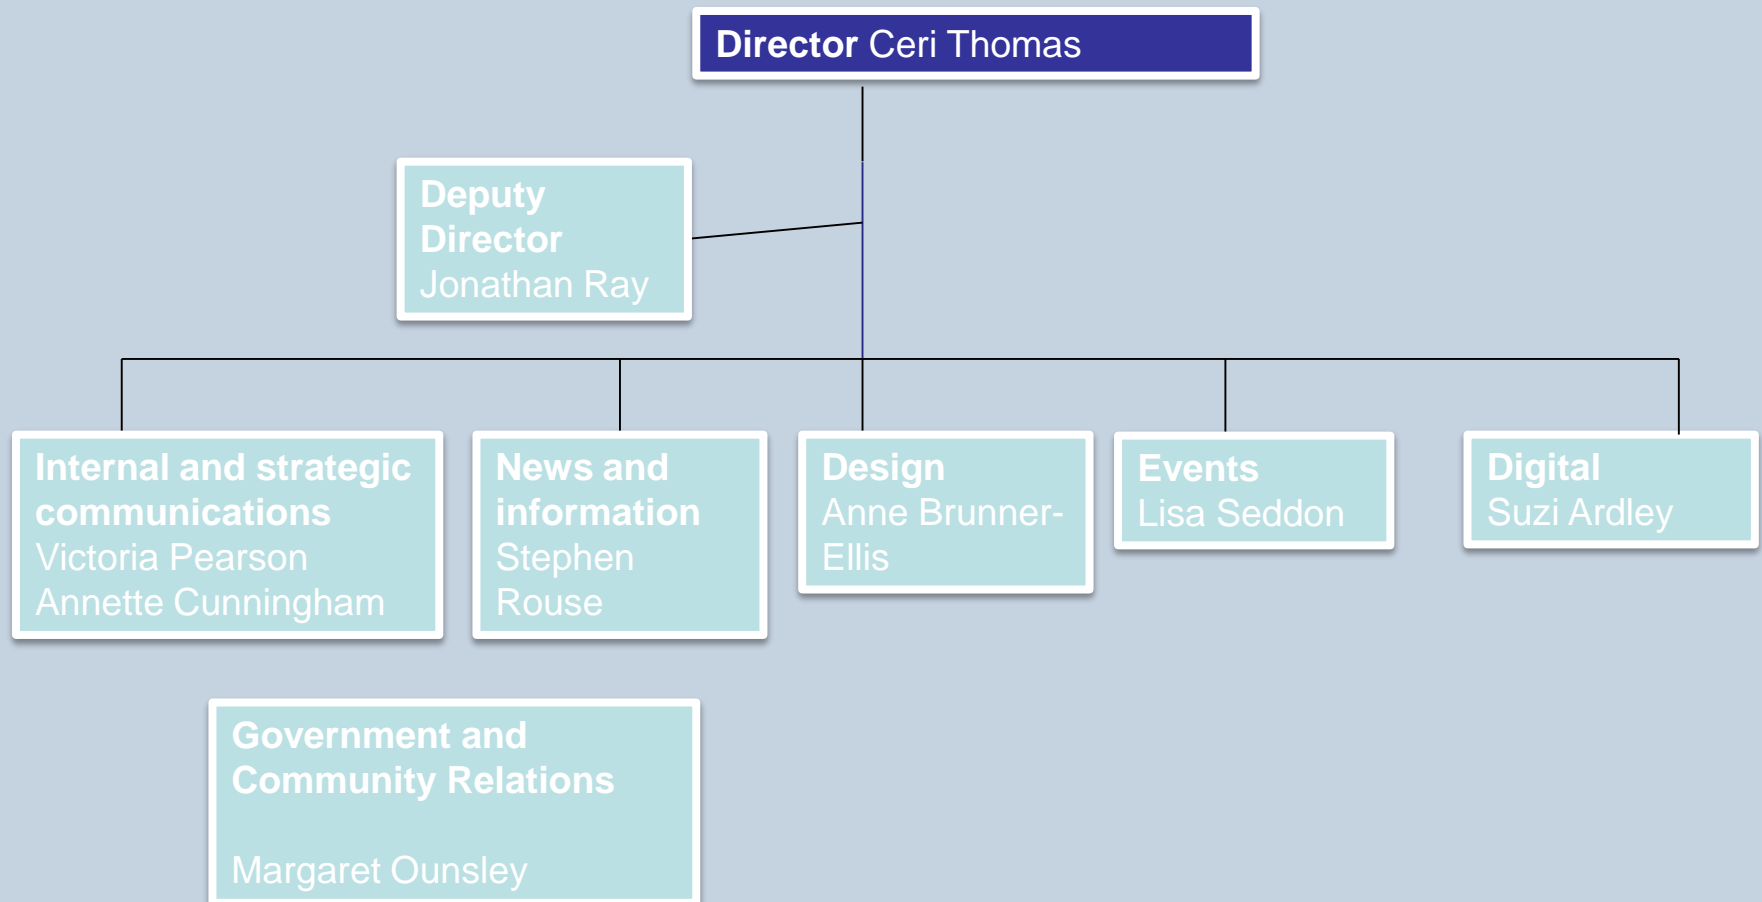 Director Ceri Thomas
Deputy
Director
Jonathan Ray
Internal and strategic
communications
Victoria Pearson
Annette Cunningham
News and
information
Stephen
Rouse
Design
Anne Brunner-
Ellis
Events
Lisa Seddon
Digital
Suzi Ardley
Government and
Community Relations
Margaret Ounsley